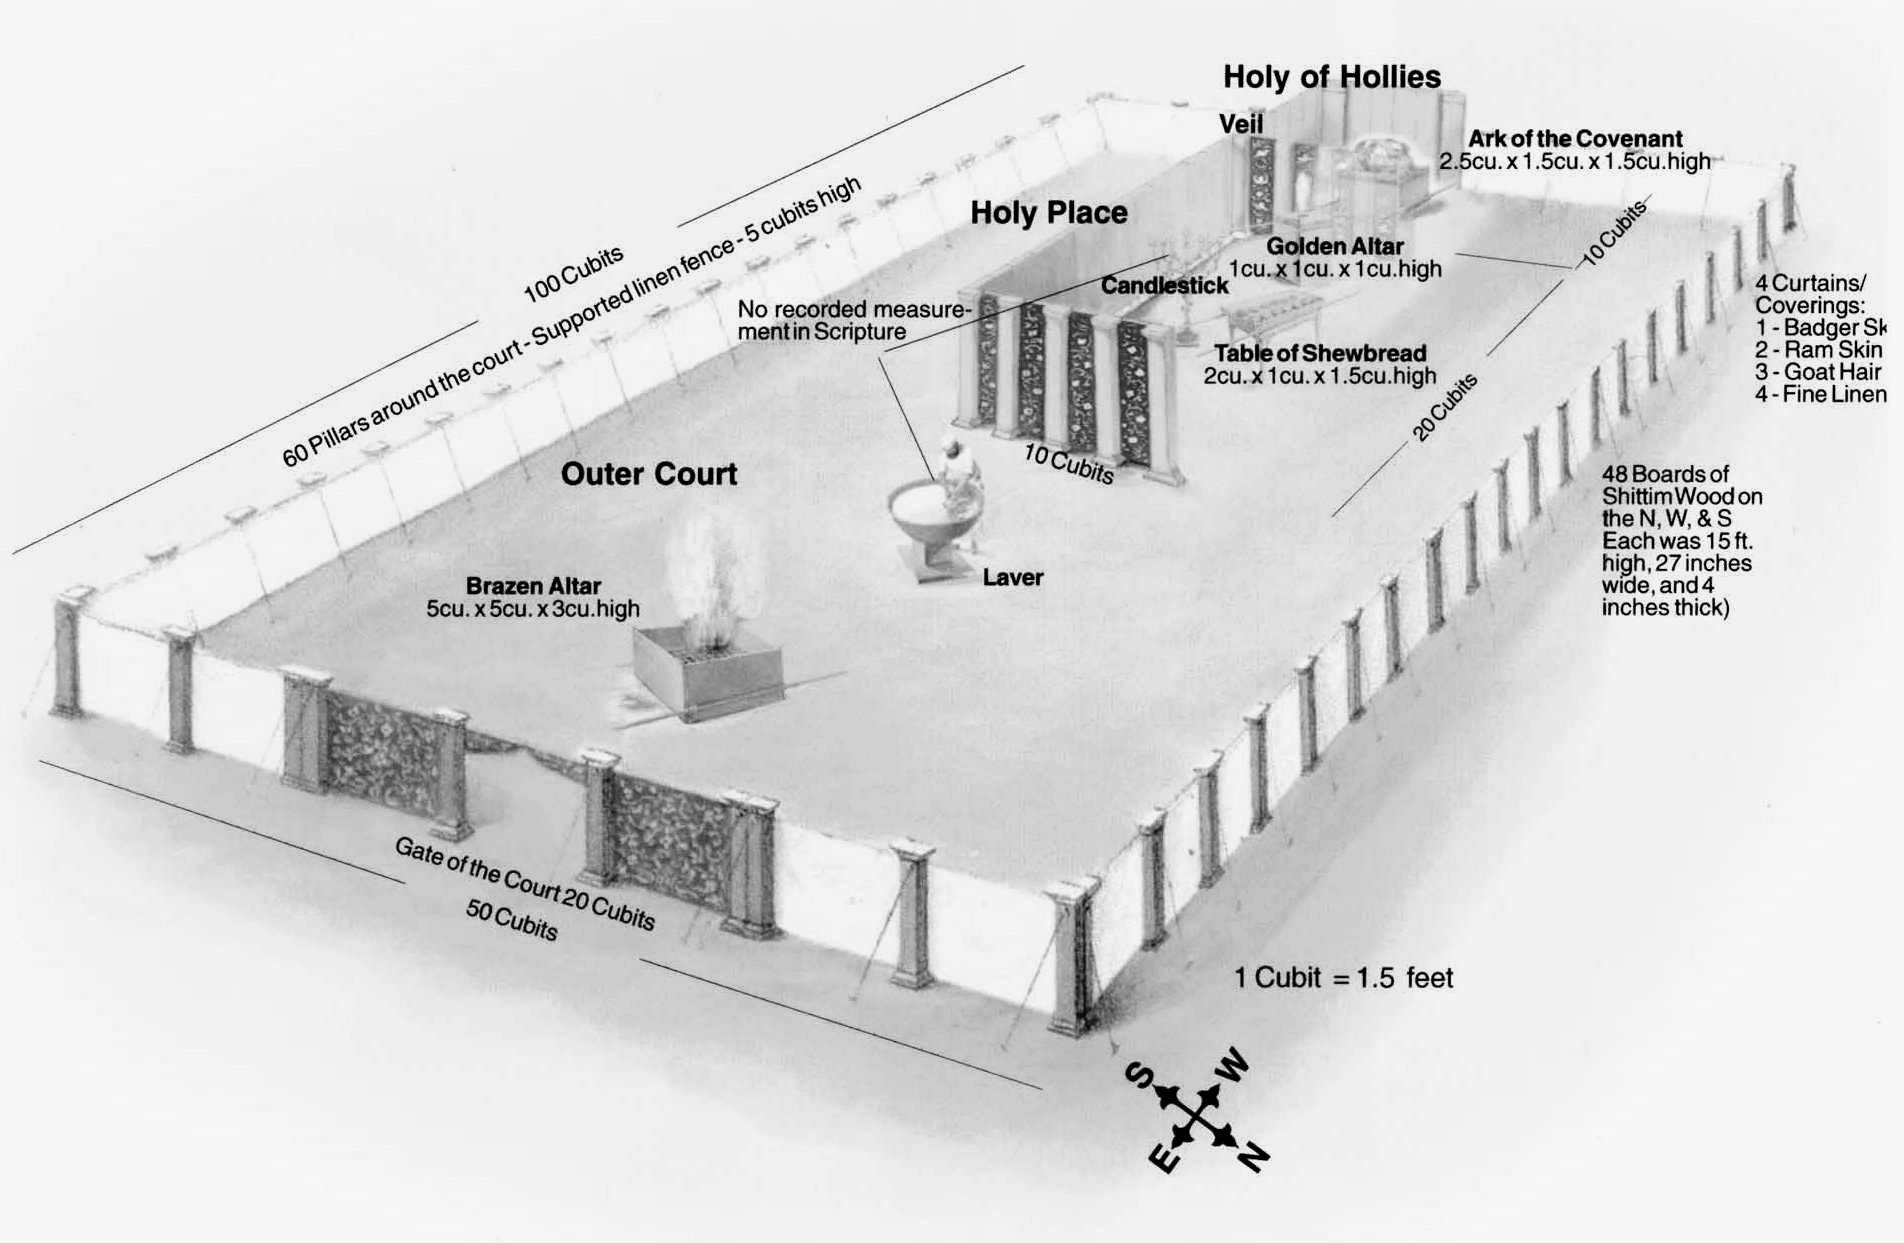 Holy of Hollies
Veil
Ark of the Covenant
2.5cu. x 1.5cu. x 1.5cu.high
Holy Place
10 Cubits
Golden Altar
1cu. x 1cu. x 1cu.high
Candlestick
100 Cubits
60 Pillars around the court - Supported linen fence - 5 cubits high
No recorded measure-
ment in Scripture
4 Curtains/
Coverings:
1 - Badger Sk
2 - Ram Skin
3 - Goat Hair
4 - Fine Linen
Table of Shewbread
2cu. x 1cu. x 1.5cu.high
20 Cubits
10 Cubits
Outer Court
48 Boards of
Shittim Wood on
the N, W, & S
Each was 15 ft.
high, 27 inches
wide, and 4
inches thick)
Laver
Brazen Altar
5cu. x 5cu. x 3cu.high
Gate of the Court 20 Cubits
50 Cubits
1 Cubit = 1.5 feet
S
W
E
N